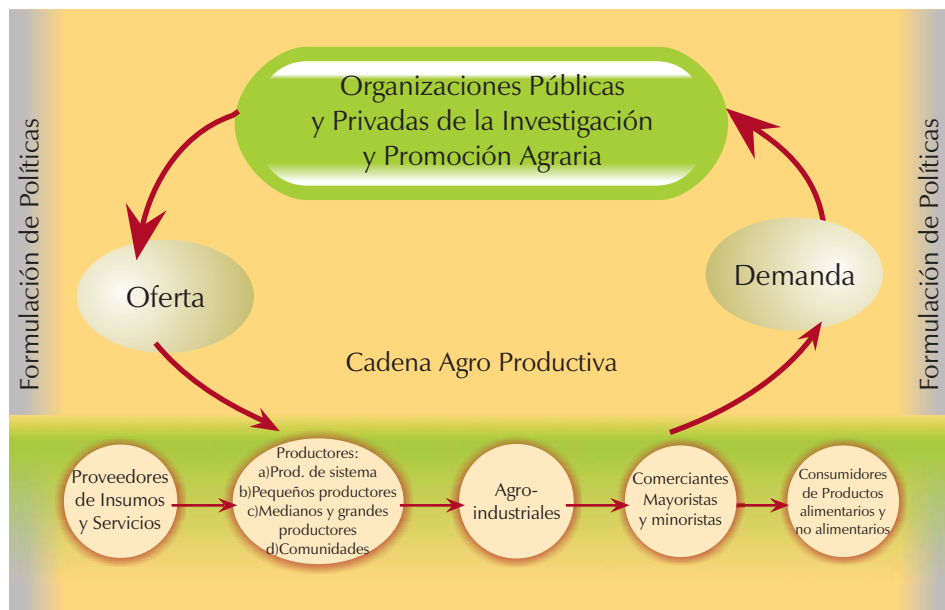 Organizaciones Públicas
y Privadas de la Investigación
y Promoción Agraria
Formulación de Políticas
Formulación de Políticas
Oferta
Demanda
Cadena Agro Productiva
Proveedores
de Insumos
y Servicios
Productores:
a)Prod. de sistema
b)Pequeños productores
c)Medianos y grandes
productores
d)Comunidades
Agro-
industriales
Comerciantes
Mayoristas
y minoristas
Consumidores
de Productos
alimentarios y
no alimentarios